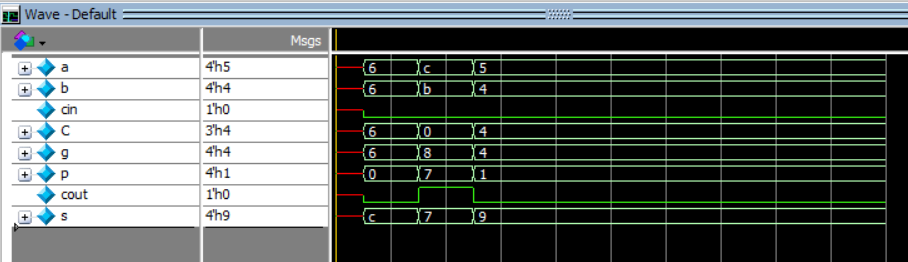 Wave - Default
Msgs
a 4'h5 6 c 5
b 4'h4 6 b 4
cin 1'h0
C 3'h4 6 0 4
g 4'h4 6 8 4
p 4'h1 0 7 1
cout 1'h0
s 4'h9 c 7 9